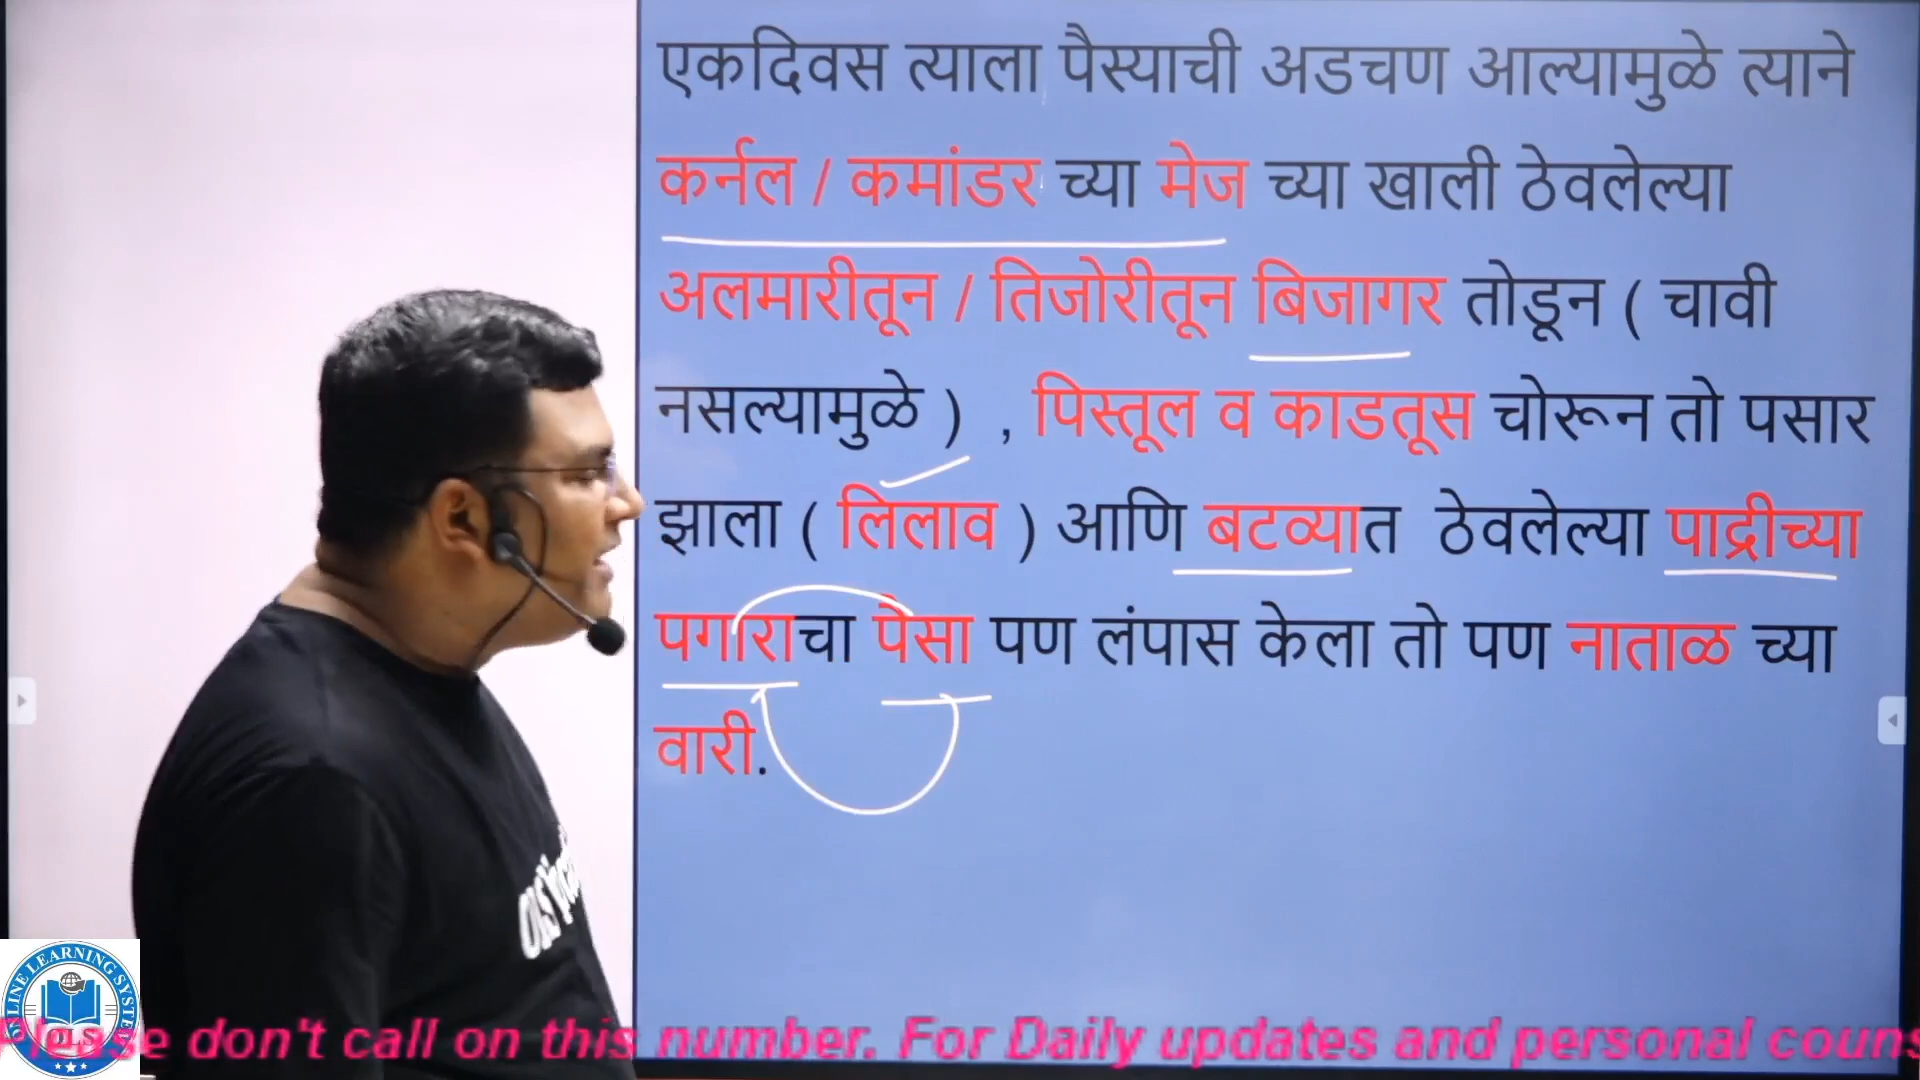 एकदिवस त्याला पैस्याची अडचण आल्यामुळे त्याने
कर्नल / कमांडर च्या मेज च्या खाली ठेवलेल्या
अलमारीतून / तिजोरीतून बिजागर तोडून ( चावी
नसल्यामुळे ) , पिस्तूल व काडतूस चोरून तो पसार
झाला ( लिलाव ) आणि बटव्यात ठेवलेल्या पाद्रीच्या
पगाराचा पैसा पण लंपास केला तो पण नाताळ च्या
वारी.
ONLINE LEARNING SYSTEM
OLS
Please don't call on this number. For Daily updates and personal couns